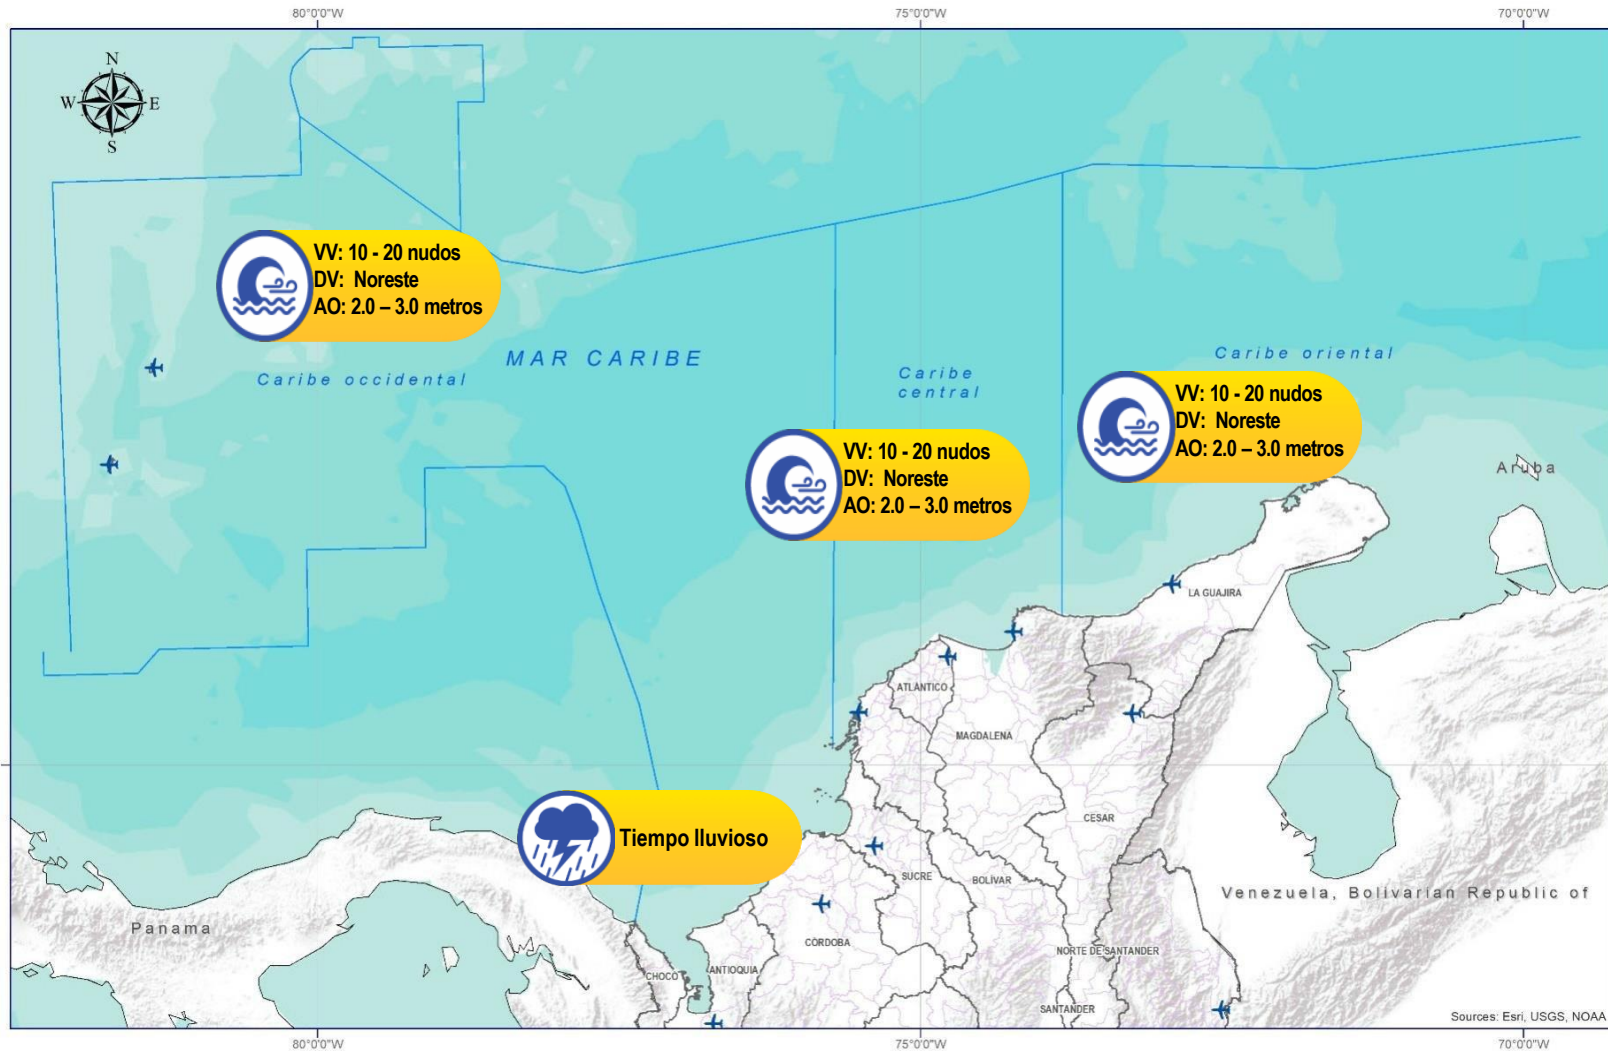 80°0'0"W
75°0'0"W
70°0'0"W
N
W
E
S
VV: 10 - 20 nudos
DV: Noreste
AO: 2.0 – 3.0 metros
MAR CARIBE
Caribe occidental
Caribe
central
Caribe oriental
VV: 10 - 20 nudos
DV: Noreste
AO: 2.0 – 3.0 metros
VV: 10 - 20 nudos
DV: Noreste
AO: 2.0 – 3.0 metros
Aruba
LA GUAJIRA
ATLÁNTICO
MAGDALENA
CESAR
Tiempo lluvioso
SUCRE
BOLÍVAR
Venezuela, Bolivarian Republic of
Panama
CÓRDOBA
NORTE DE SANTANDER
CHOCÓ
ANTIOQUIA
SANTANDER
Sources: Esri, USGS, NOAA
80°0'0"W
75°0'0"W
70°0'0"W